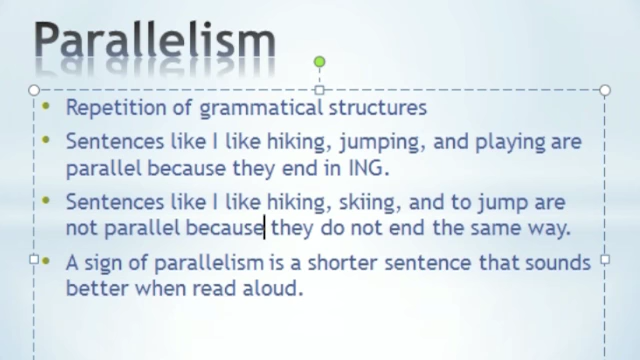 Parallelism
• Repetition of grammatical structures
• Sentences like I like hiking, jumping, and playing are
parallel because they end in ING.
• Sentences like I like hiking, skiing, and to jump are
not parallel because they do not end the same way.
• A sign of parallelism is a shorter sentence that sounds
better when read aloud.